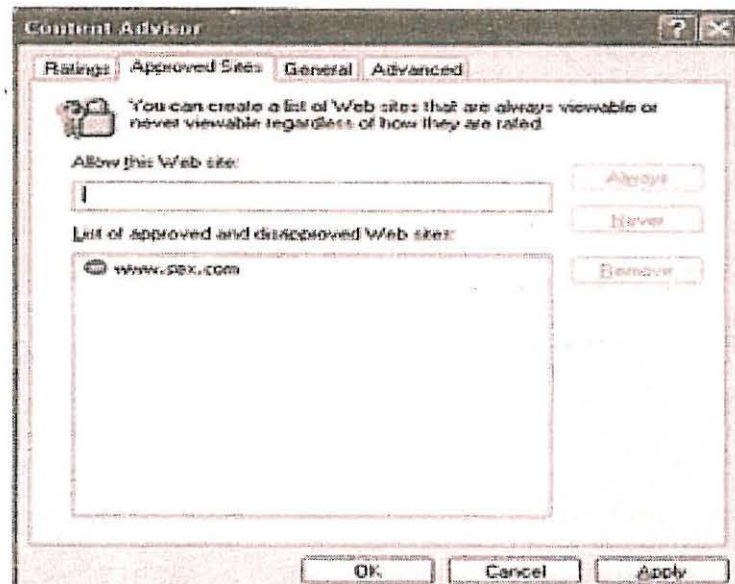 Content Advisor
Ratings Approved Sites General Advanced
You can create a list of Web sites that are always viewable or
never viewable regardless of how they are rated.
Allow this Web site:
Always
Never
List of approved and disapproved Web sites:
www.sex.com
Remove
OK Cancel Apply